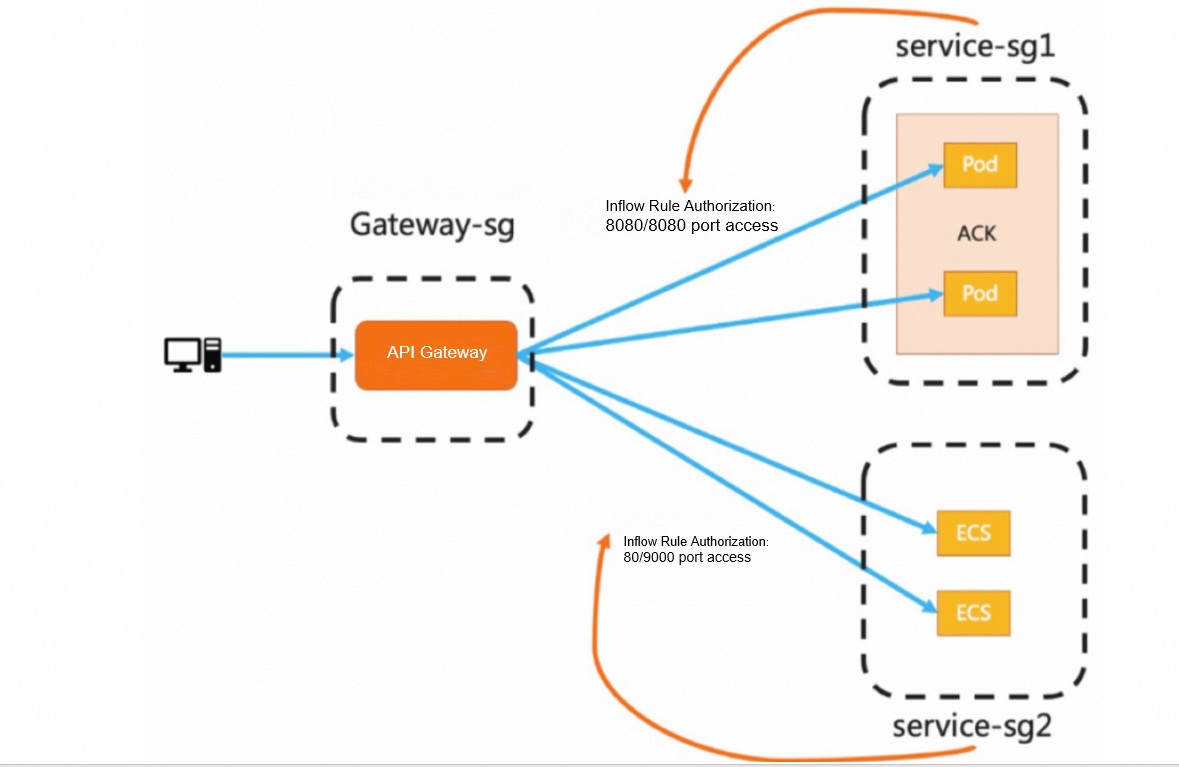 service-sg1
Pod
Inflow Rule Authorization:
8080/8080 port access
Gateway-sg
ACK
Pod
API Gateway
ECS
Inflow Rule Authorization:
80/9000 port access
ECS
service-sg2